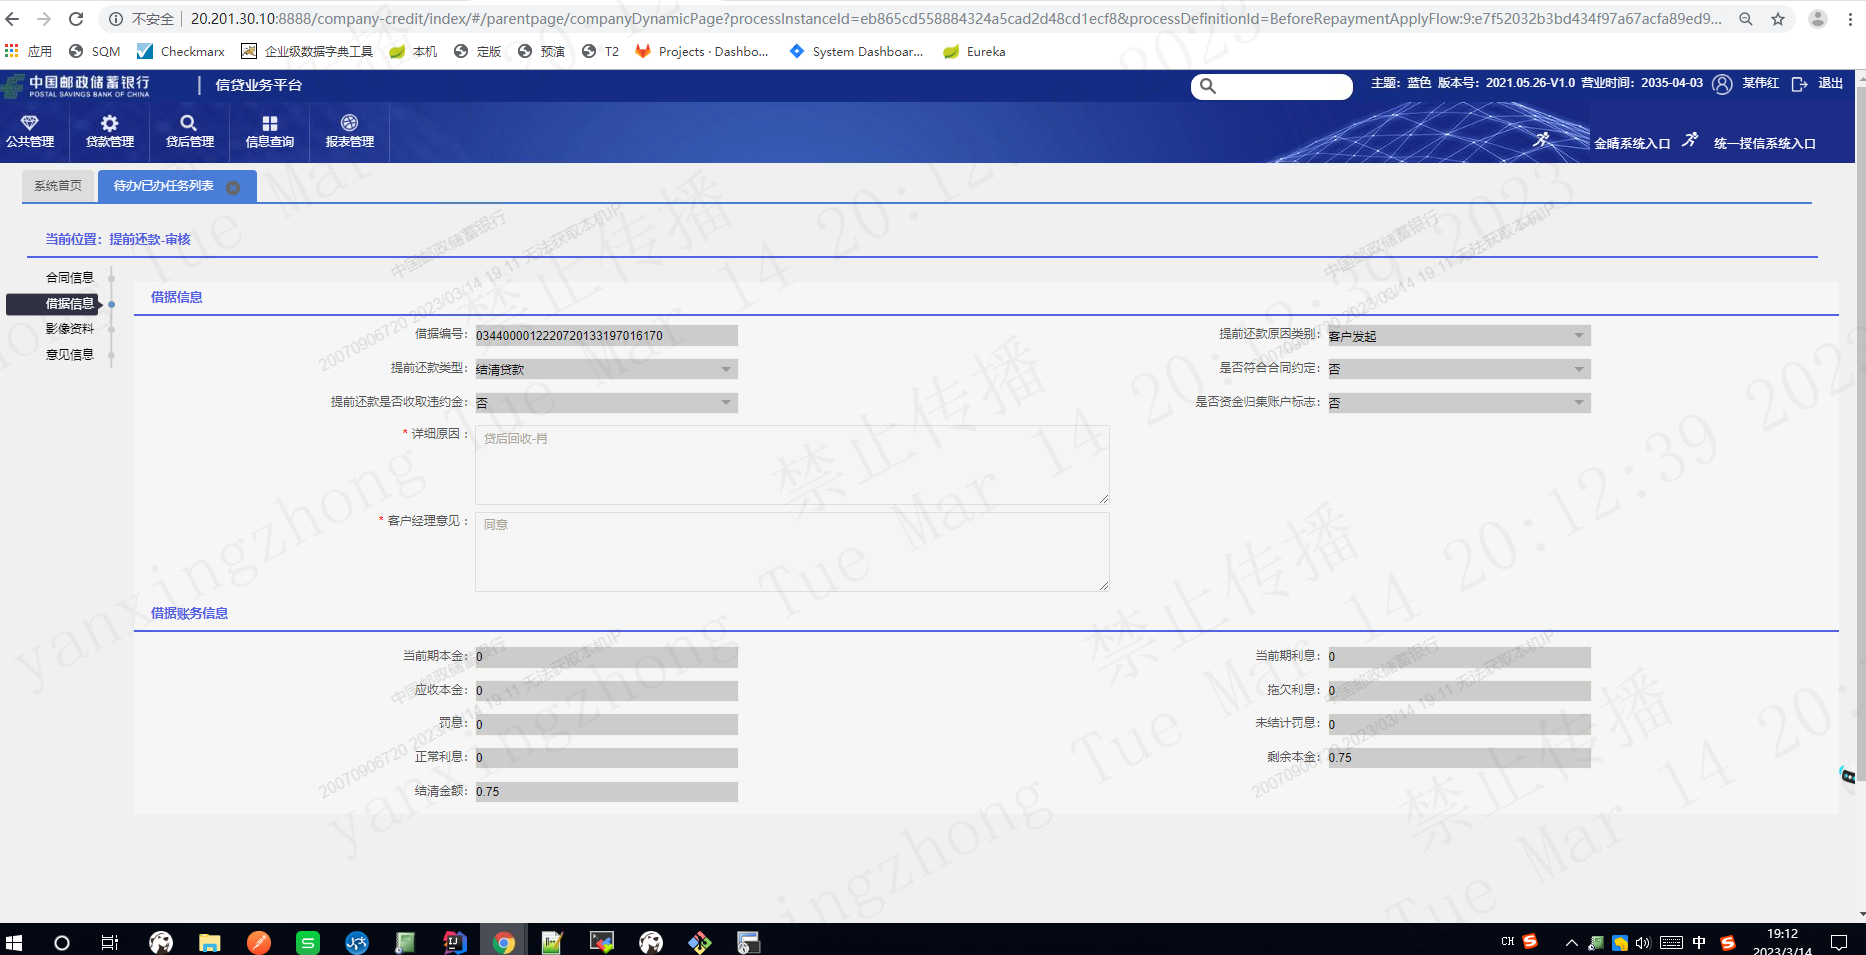 不安全 20.201.30.10:8888/company-credit/index/#/parentpage/companyDynamicPage?processInstanceId=eb865cd558884324a5cad2d48cd1ecf8&processDefinitionId=BeforeRepaymentApplyFlow:9:e7f52032b3bd434f97a67acfa89ed9...
应用 SQM Checkmarx 企业级数据字典工具 本机 定版 预演 T2 Projects · Dashbo... System Dashboar... Eureka
中国邮政储蓄银行
POSTAL SAVINGS BANK OF CHINA
信贷业务平台
主题：蓝色 版本号：2021.05.26-V1.0 营业时间：2035-04-03 某伟红 退出
公共管理 贷款管理 贷后管理 信息查询 报表管理
金睛系统入口 统一授信系统入口
系统首页 待办/已办任务列表
当前位置：提前还款-审核
合同信息
借据信息
影像资料
意见信息
借据信息
借据编号：0344000012220720133197016170 提前还款原因类别：客户发起
提前还款类型：结清贷款 是否符合合同约定：否
提前还款是否收取违约金：否 是否资金归集账户标志：否
* 详细原因：贷后回收-肖
* 客户经理意见：同意
借据账务信息
当前期本金：0 当前期利息：0
应收本金：0 拖欠利息：0
罚息：0 未结计罚息：0
正常利息：0 剩余本金：0.75
结清金额：0.75
中国邮政储蓄银行
20070906720 2023/03/14 19:11 无法获取本机IP
禁止传播
yanxingzhong Tue Mar 14 20:12:39 2023
CH 中 19:12
2023/3/14